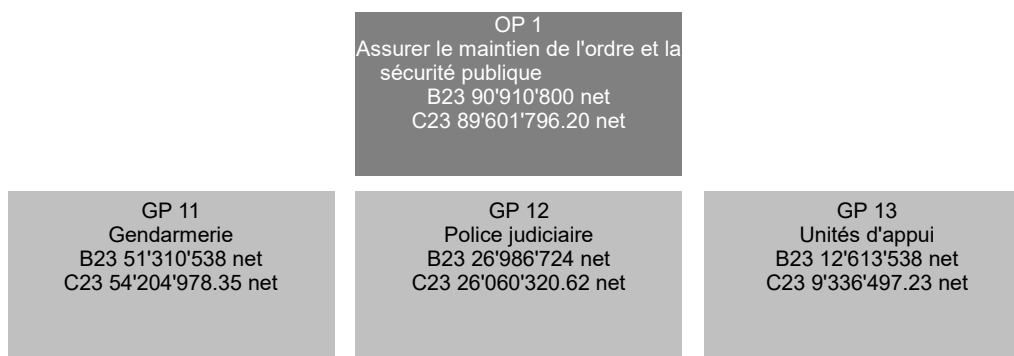 OP 1
Assurer le maintien de l'ordre et la
sécurité publique
B23 90'910'800 net
C23 89'601'796.20 net
GP 11
Gendarmerie
B23 51'310'538 net
C23 54'204'978.35 net
GP 12
Police judiciaire
B23 26'986'724 net
C23 26'060'320.62 net
GP 13
Unités d'appui
B23 12'613'538 net
C23 9'336'497.23 net